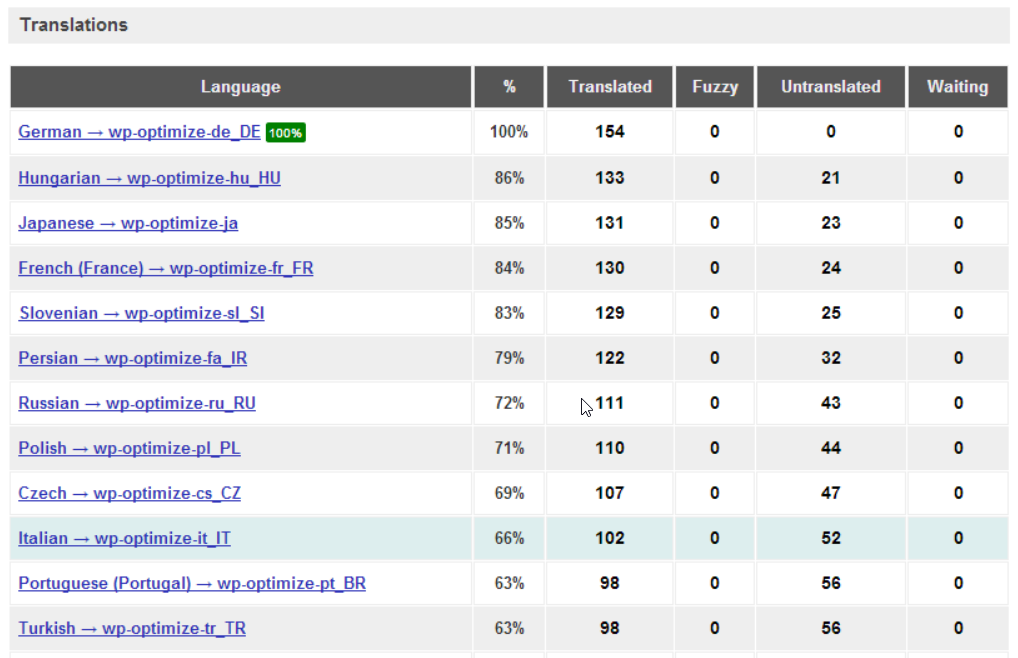 Translations
Language % Translated Fuzzy Untranslated Waiting
German → wp-optimize-de_DE 100% 100% 154 0 0 0
Hungarian → wp-optimize-hu_HU 86% 133 0 21 0
Japanese → wp-optimize-ja 85% 131 0 23 0
French (France) → wp-optimize-fr_FR 84% 130 0 24 0
Slovenian → wp-optimize-sl_SI 83% 129 0 25 0
Persian → wp-optimize-fa_IR 79% 122 0 32 0
Russian → wp-optimize-ru_RU 72% 111 0 43 0
Polish → wp-optimize-pl_PL 71% 110 0 44 0
Czech → wp-optimize-cs_CZ 69% 107 0 47 0
Italian → wp-optimize-it_IT 66% 102 0 52 0
Portuguese (Portugal) → wp-optimize-pt_BR 63% 98 0 56 0
Turkish → wp-optimize-tr_TR 63% 98 0 56 0